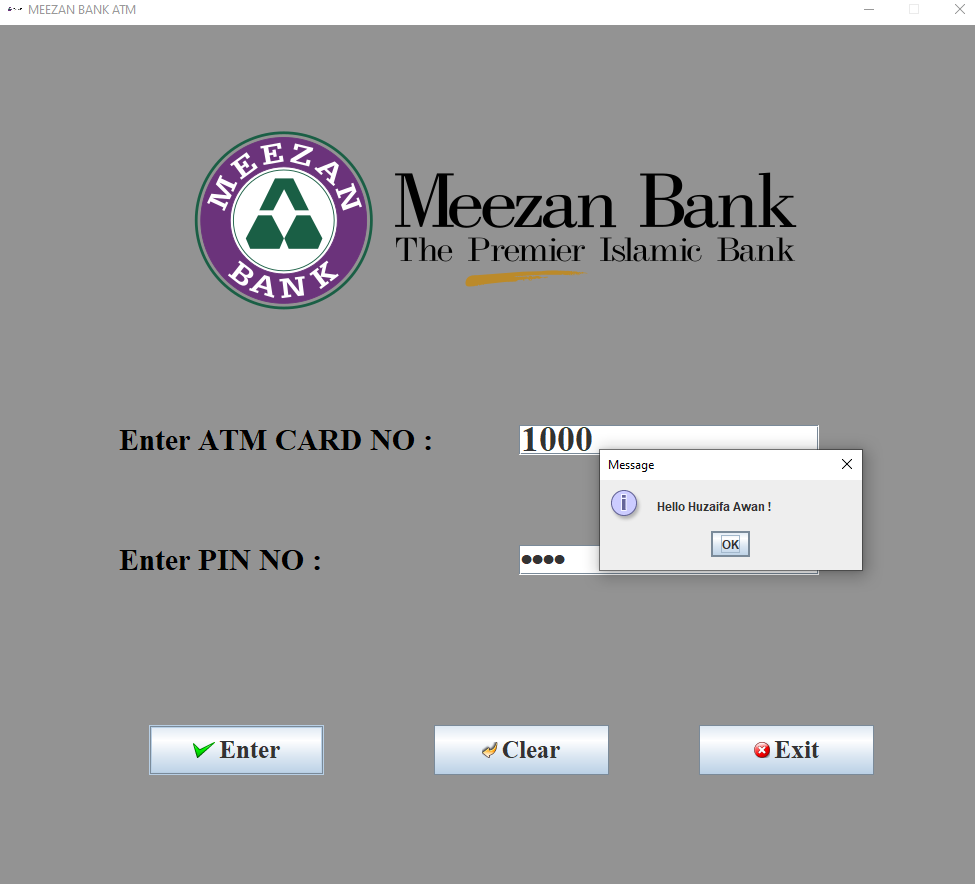 MEEZAN BANK ATM
MEEZAN
BANK
Meezan Bank
The Premier Islamic Bank
Enter ATM CARD NO :
1000
Message
Hello Huzaifa Awan !
OK
Enter PIN NO :
Enter
Clear
Exit